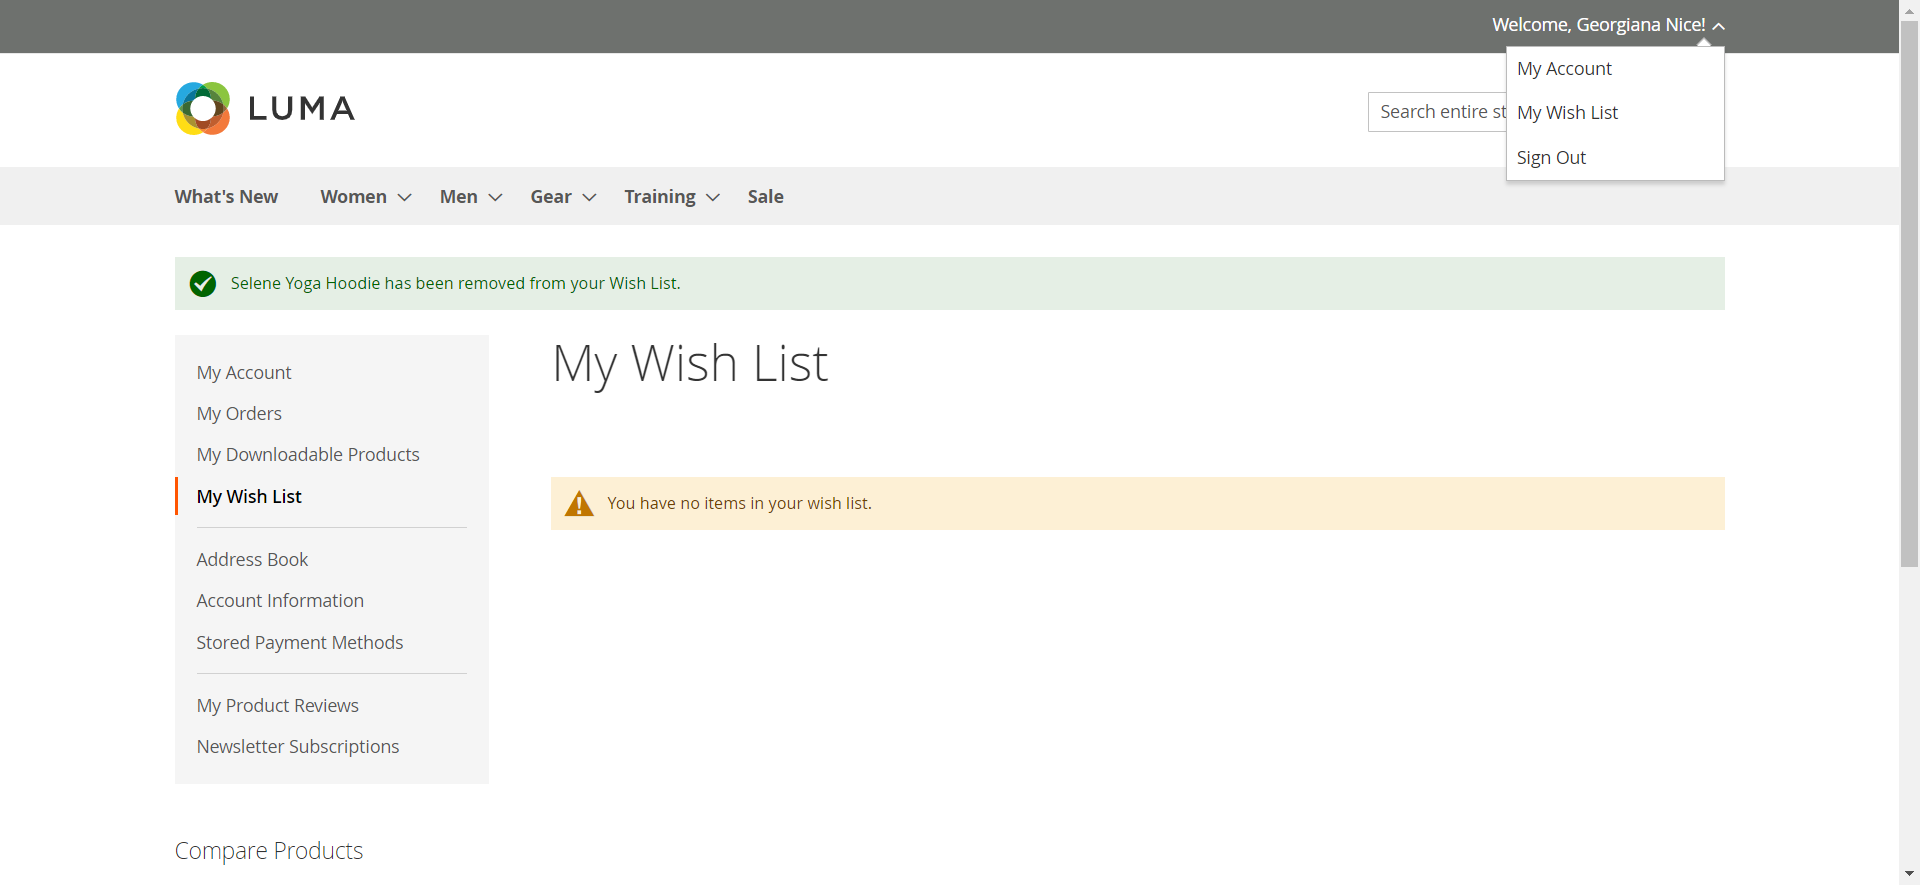 Welcome, Georgiana Nice!
My Account
My Wish List
Sign Out
LUMA
Search entire st
What's New Women Men Gear Training Sale
Selene Yoga Hoodie has been removed from your Wish List.
My Account
My Orders
My Downloadable Products
My Wish List
Address Book
Account Information
Stored Payment Methods
My Product Reviews
Newsletter Subscriptions
My Wish List
You have no items in your wish list.
Compare Products